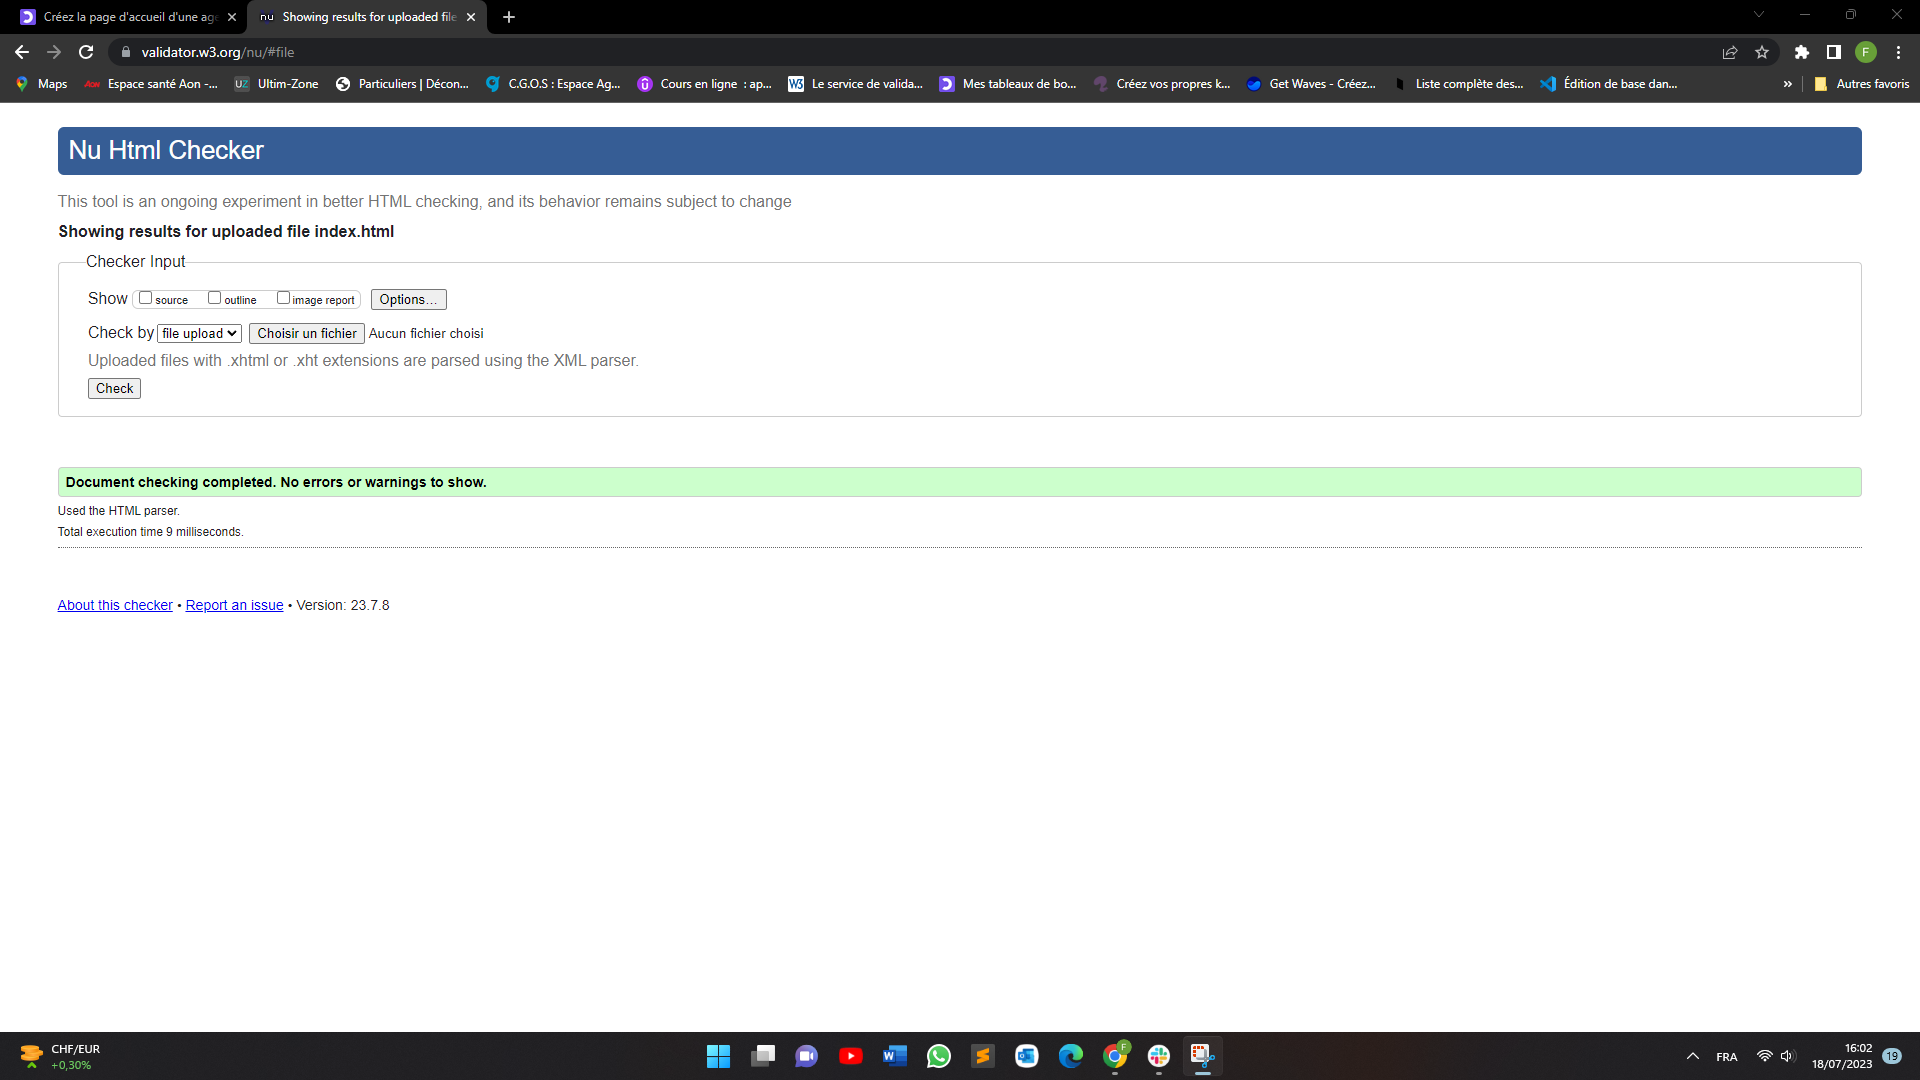 Créez la page d'accueil d'une age
nu Showing results for uploaded file
validator.w3.org/nu/#file
F
Maps
Aon Espace santé Aon -...
UZ Ultim-Zone
Particuliers | Décon...
C.G.O.S : Espace Ag...
Cours en ligne : ap...
W3 Le service de valida...
Mes tableaux de bo...
Créez vos propres k...
Get Waves - Créez...
Liste complète des...
Édition de base dan...
»
Autres favoris
Nu Html Checker
This tool is an ongoing experiment in better HTML checking, and its behavior remains subject to change
Showing results for uploaded file index.html
Checker Input
Show source outline image report Options...
Check by file upload Choisir un fichier Aucun fichier choisi
Uploaded files with .xhtml or .xht extensions are parsed using the XML parser.
Check
Document checking completed. No errors or warnings to show.
Used the HTML parser.
Total execution time 9 milliseconds.
About this checker • Report an issue • Version: 23.7.8
CHF/EUR
+0,30%
W
F
FRA
16:02
18/07/2023
19